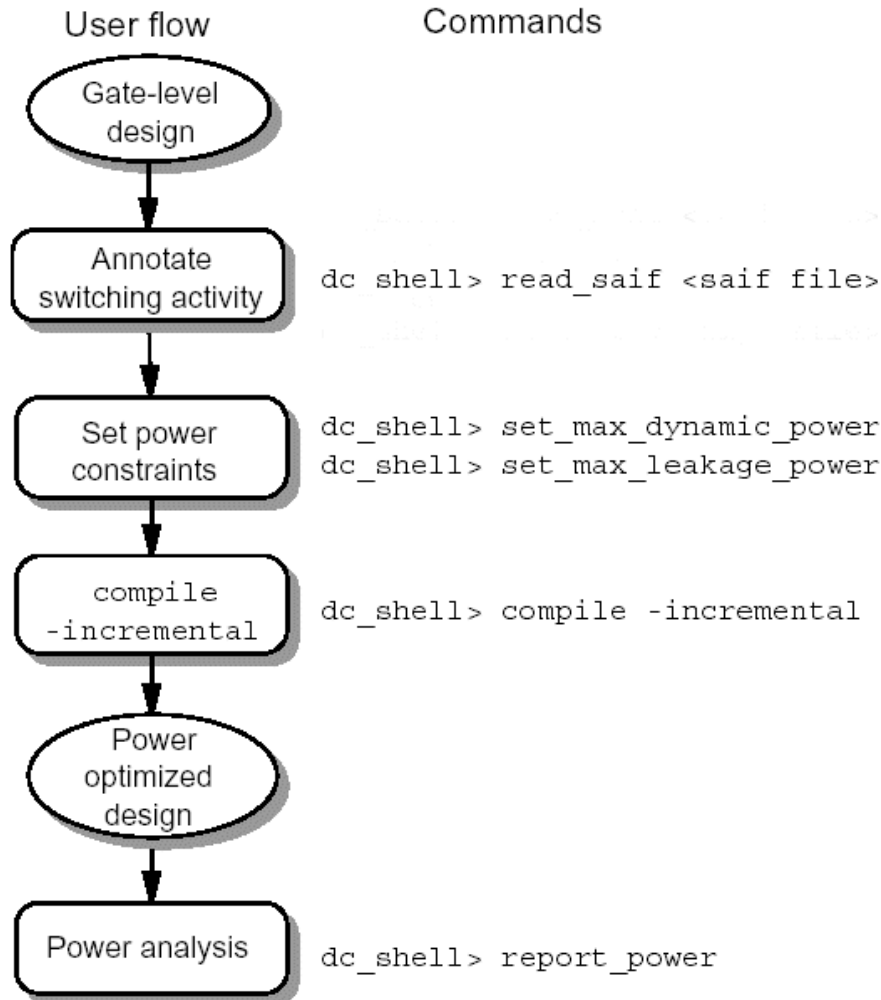 User flow
Commands
Gate-level
design
Annotate
switching activity
dc_shell> read_saif <saif file>
Set power
constraints
dc_shell> set_max_dynamic_power
dc_shell> set_max_leakage_power
compile
-incremental
dc_shell> compile -incremental
Power
optimized
design
Power analysis
dc_shell> report_power